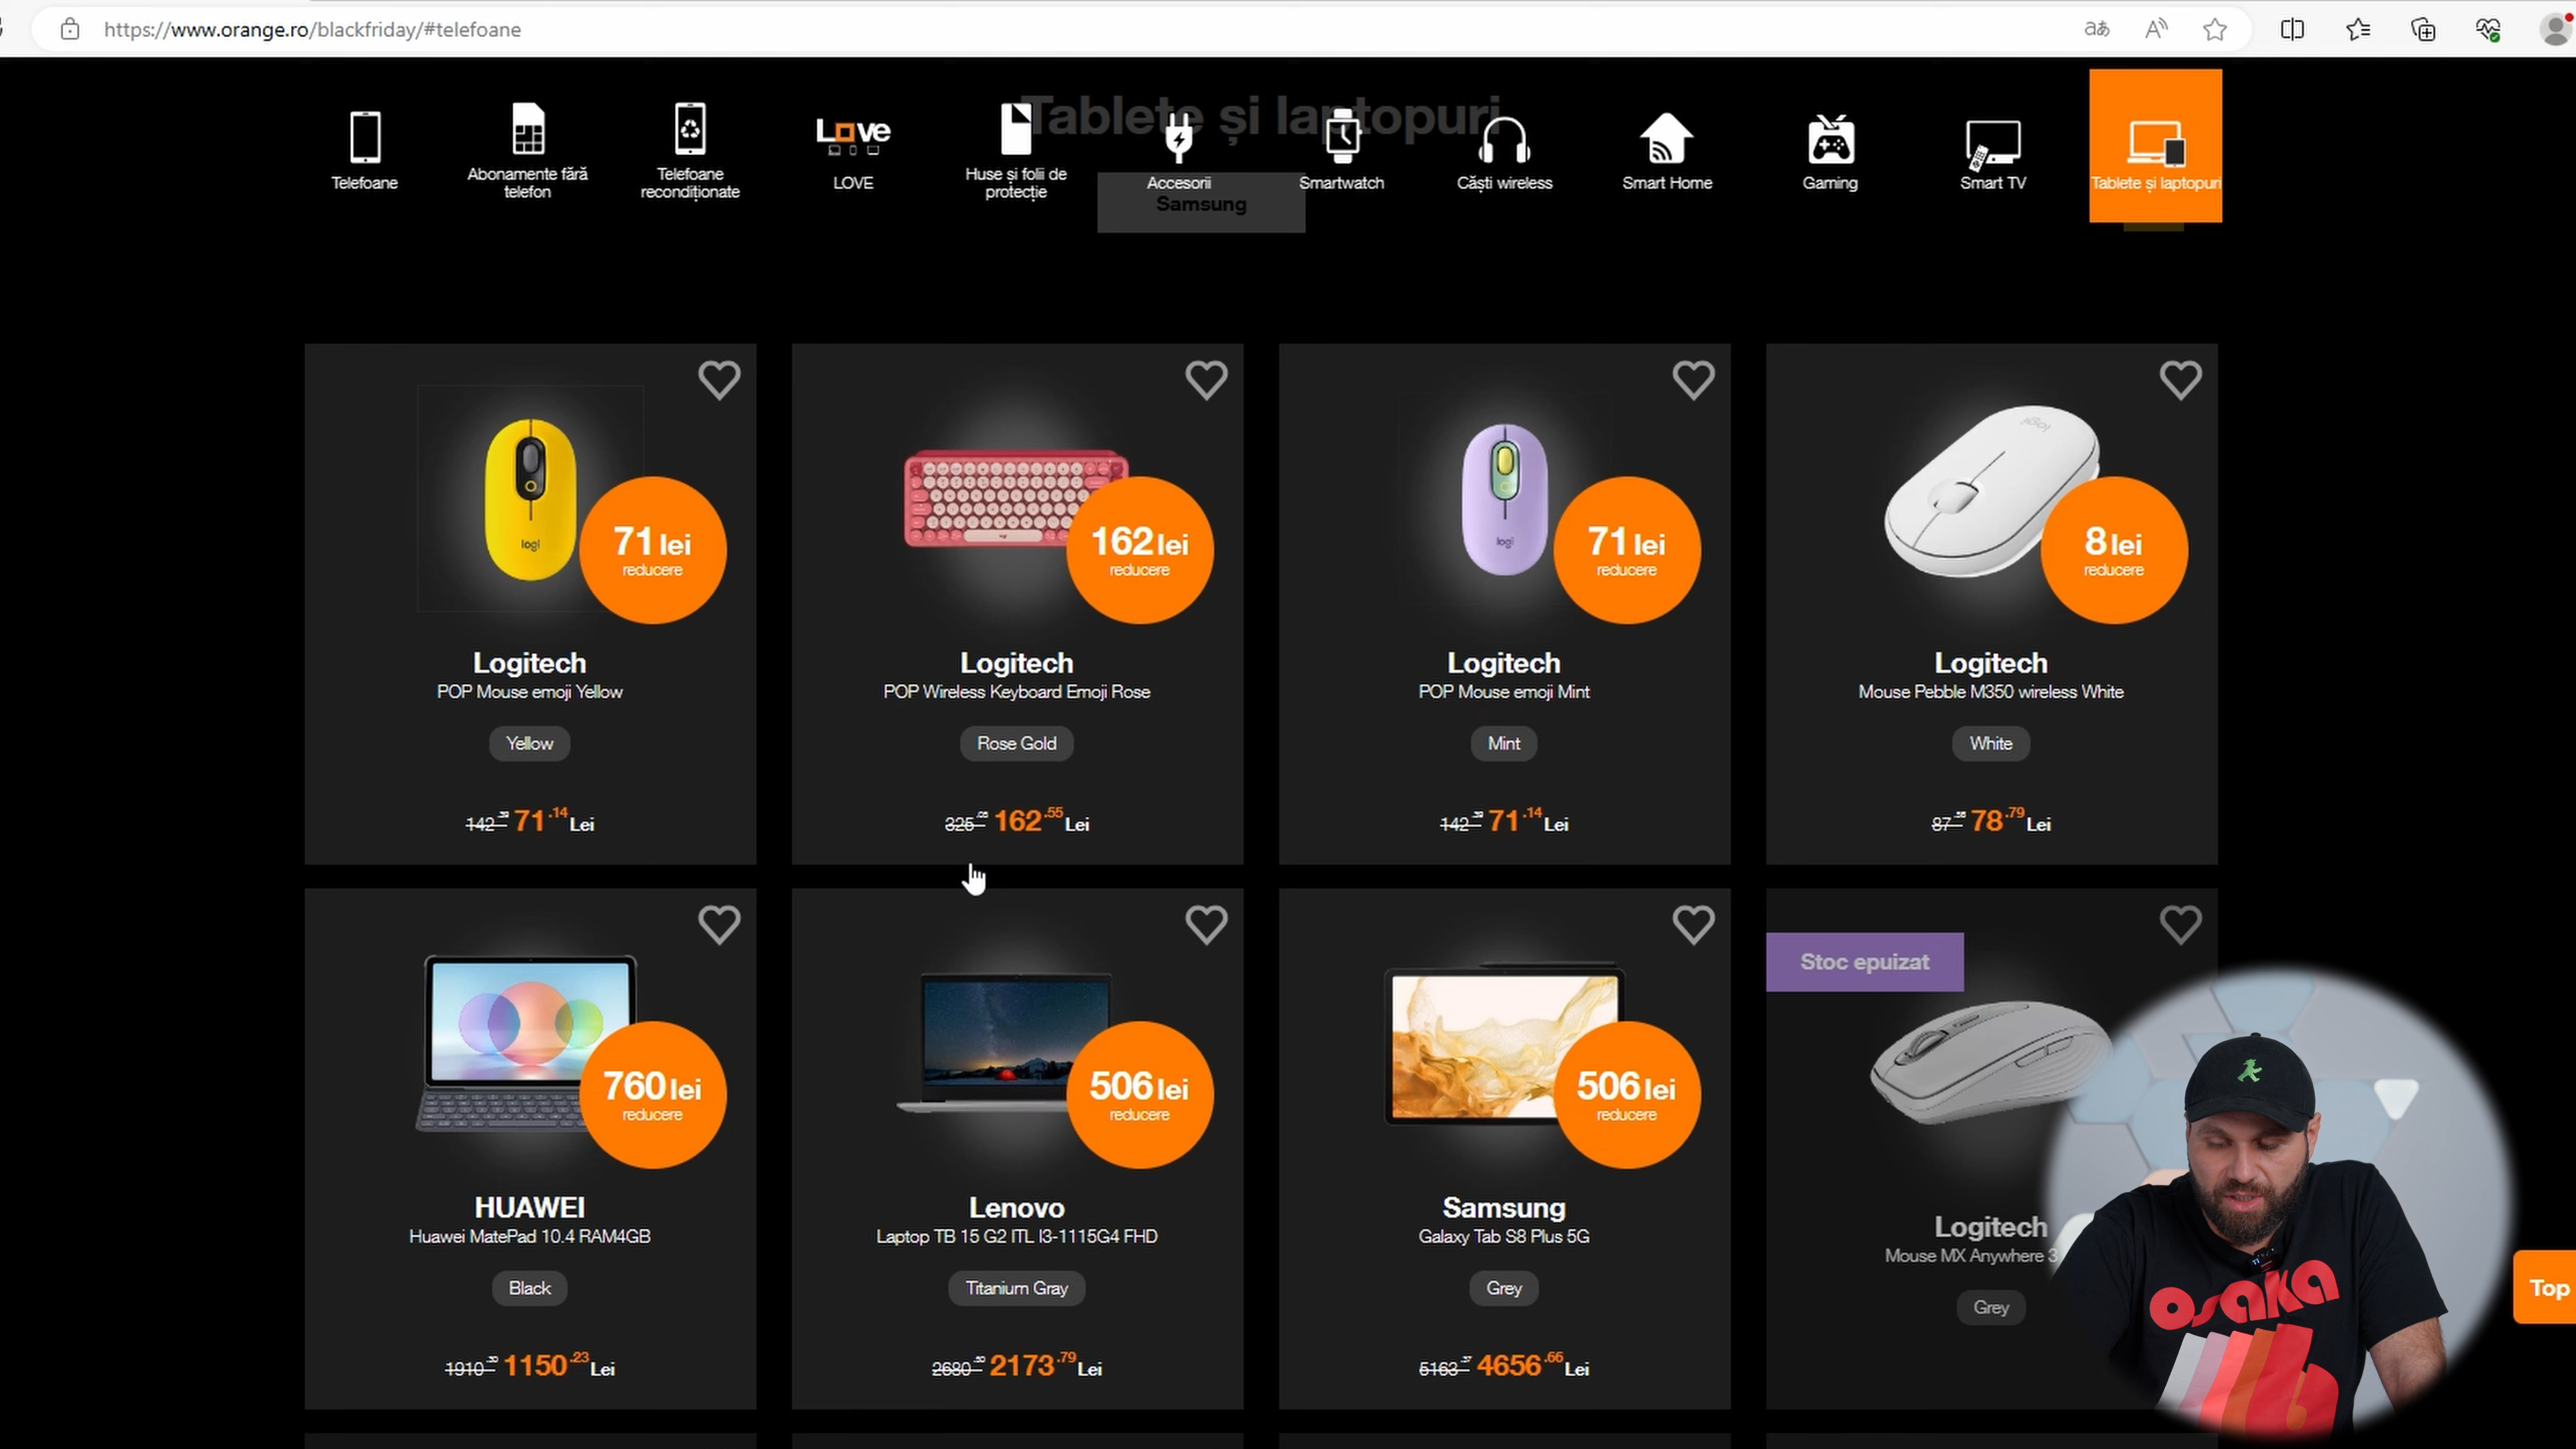 https://www.orange.ro/blackfriday/#telefoane
Tablete și laptopuri
Telefoane
Abonamente fără
telefon
Telefoane
recondiționate
Love
LOVE
Huse și folii de
protecție
Accesorii
Smartwatch
Căști wireless
Smart Home
Gaming
Smart TV
Tablete și laptopuri
Samsung
logi
71 lei
reducere
Logitech
POP Mouse emoji Yellow
Yellow
142 71.14 Lei
162 lei
reducere
Logitech
POP Wireless Keyboard Emoji Rose
Rose Gold
325 162.55 Lei
logi
71 lei
reducere
Logitech
POP Mouse emoji Mint
Mint
142 71.14 Lei
logi
8 lei
reducere
Logitech
Mouse Pebble M350 wireless White
White
87 78.79 Lei
760 lei
reducere
HUAWEI
Huawei MatePad 10.4 RAM4GB
Black
1910 1150.23 Lei
506 lei
reducere
Lenovo
Laptop TB 15 G2 ITL I3-1115G4 FHD
Titanium Gray
2680 2173.79 Lei
506 lei
reducere
Samsung
Galaxy Tab S8 Plus 5G
Grey
5163 4656.66 Lei
Stoc epuizat
Logitech
Mouse MX Anywhere 3
Grey
osaka
Top